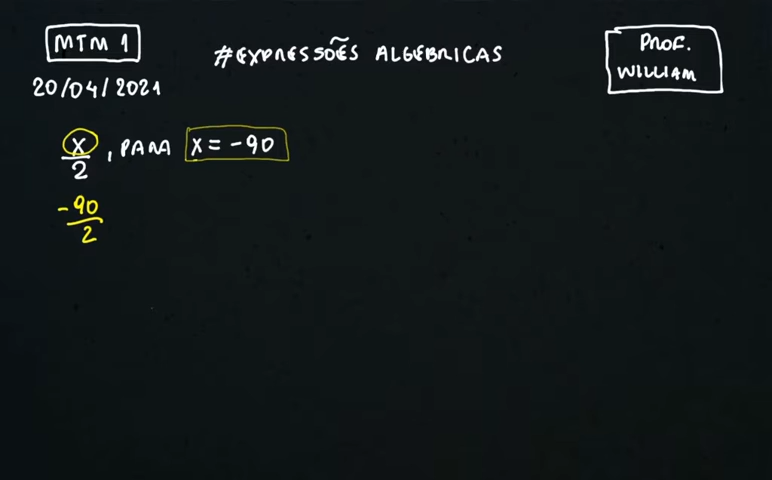 MTM 1
20/04/2021
#EXPRESSÕES ALGEBRICAS
PROF.
WILLIAM
x/2, PARA x = -90
-90/2